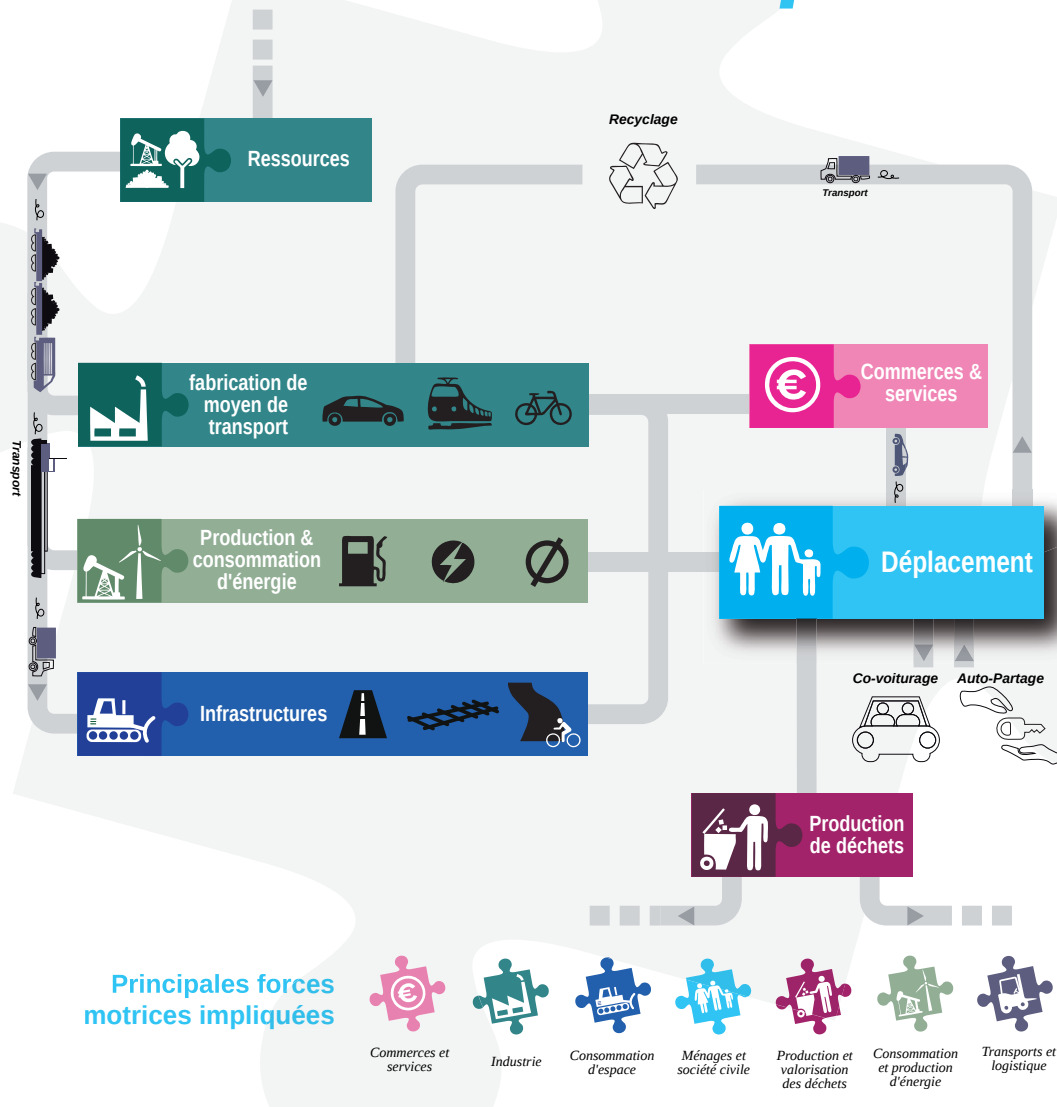 Recyclage
Ressources
Transport
fabrication de
moyen de
transport
Commerces &
services
Transport
Production &
consommation
d'énergie
Déplacement
Infrastructures
Co-voiturage
Auto-Partage
Production
de déchets
Principales forces
motrices impliquées
Commerces et
services
Industrie
Consommation
d'espace
Ménages et
société civile
Production et
valorisation
des déchets
Consommation
et production
d'énergie
Transports et
logistique